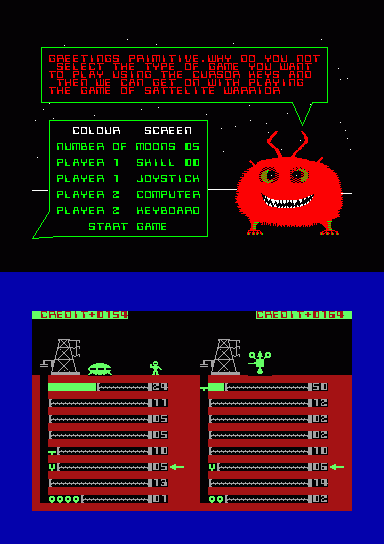 GREETINGS PRIMITIVE.WHY DO YOU NOT
SELECT THE TYPE OF GAME YOU WANT
TO PLAY USING THE CURSOR KEYS AND
THEN WE CAN GET ON WITH PLAYING
THE GAME OF SATTELITE WARRIOR
COLOUR SCREEN
NUMBER OF MOONS 05
PLAYER 1 SKILL 00
PLAYER 1 JOYSTICK
PLAYER 2 COMPUTER
PLAYER 2 KEYBOARD
START GAME
CREDIT+0154 CREDIT+0164
24 50
11 12
05 02
05 02
10 10
05 06
13 14
01 02